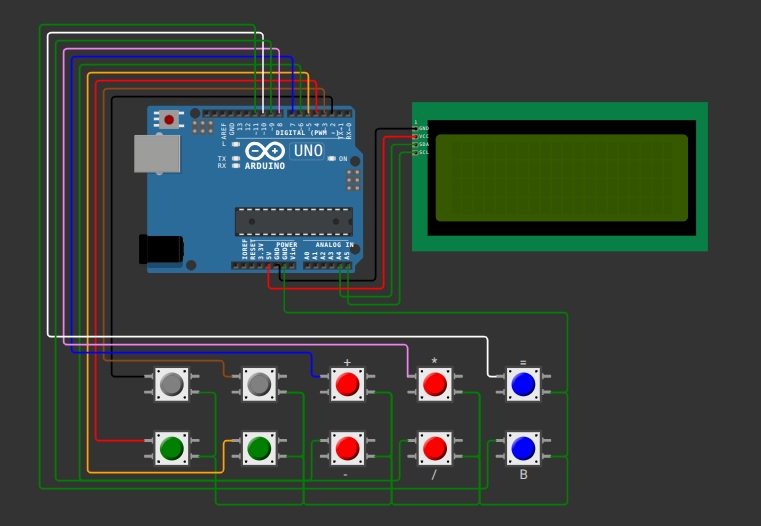 AREF
GND
13
12
~11
~10
~9
8
7
~6
~5
4
~3
2
TX→1
RX←0
DIGITAL (PWM ~)
L
TX
RX
UNO
ON
ARDUINO
IOREF
RESET
3.3V
5V
GND
GND
Vin
POWER
A0
A1
A2
A3
A4
A5
ANALOG IN
1
GND
VCC
SDA
SCL
+
*
=
-
/
B